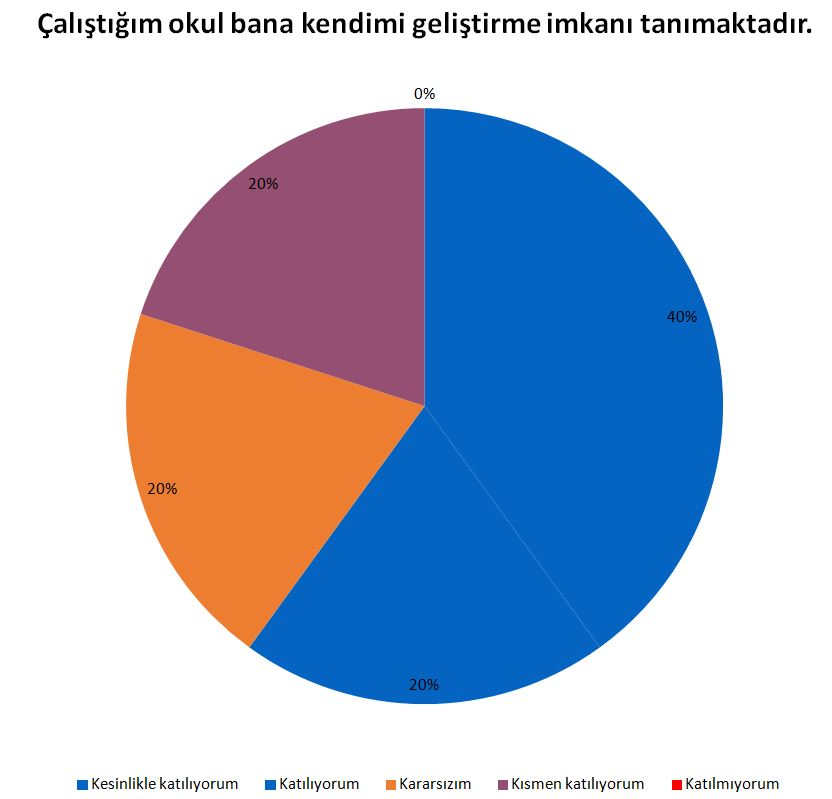 Çalıştığım okul bana kendimi geliştirme imkanı tanımaktadır.
0%
20%
40%
20%
20%
Kesinlikle katılıyorum Katılıyorum Kararsızım Kısmen katılıyorum Katılmıyorum